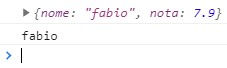 ▶ {nome: "fabio", nota: 7.9}
fabio
>